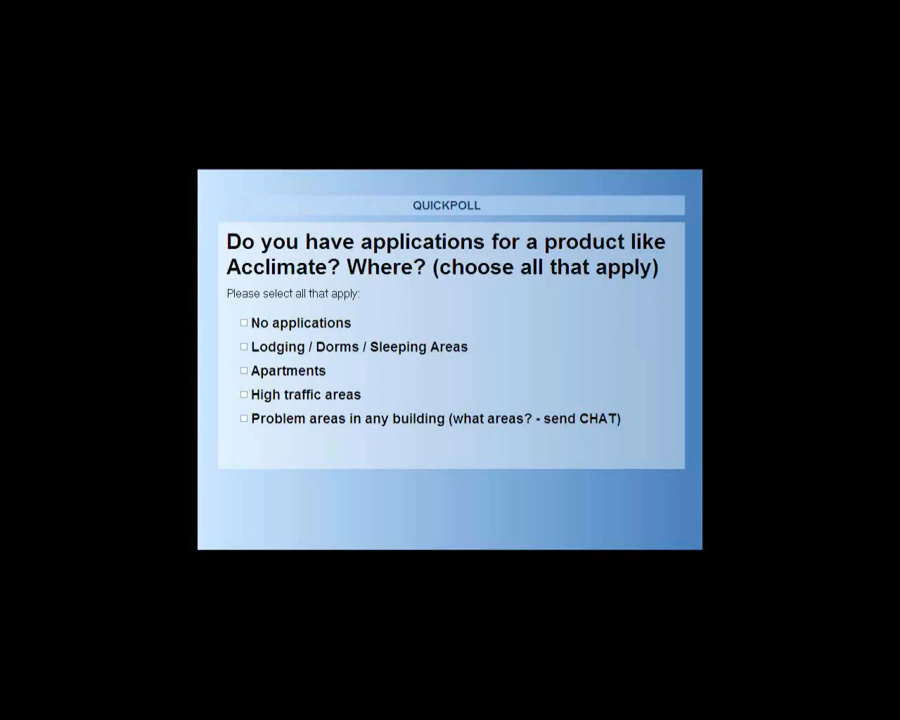 QUICKPOLL
Do you have applications for a product like
Acclimate? Where? (choose all that apply)
Please select all that apply:
No applications
Lodging / Dorms / Sleeping Areas
Apartments
High traffic areas
Problem areas in any building (what areas? - send CHAT)